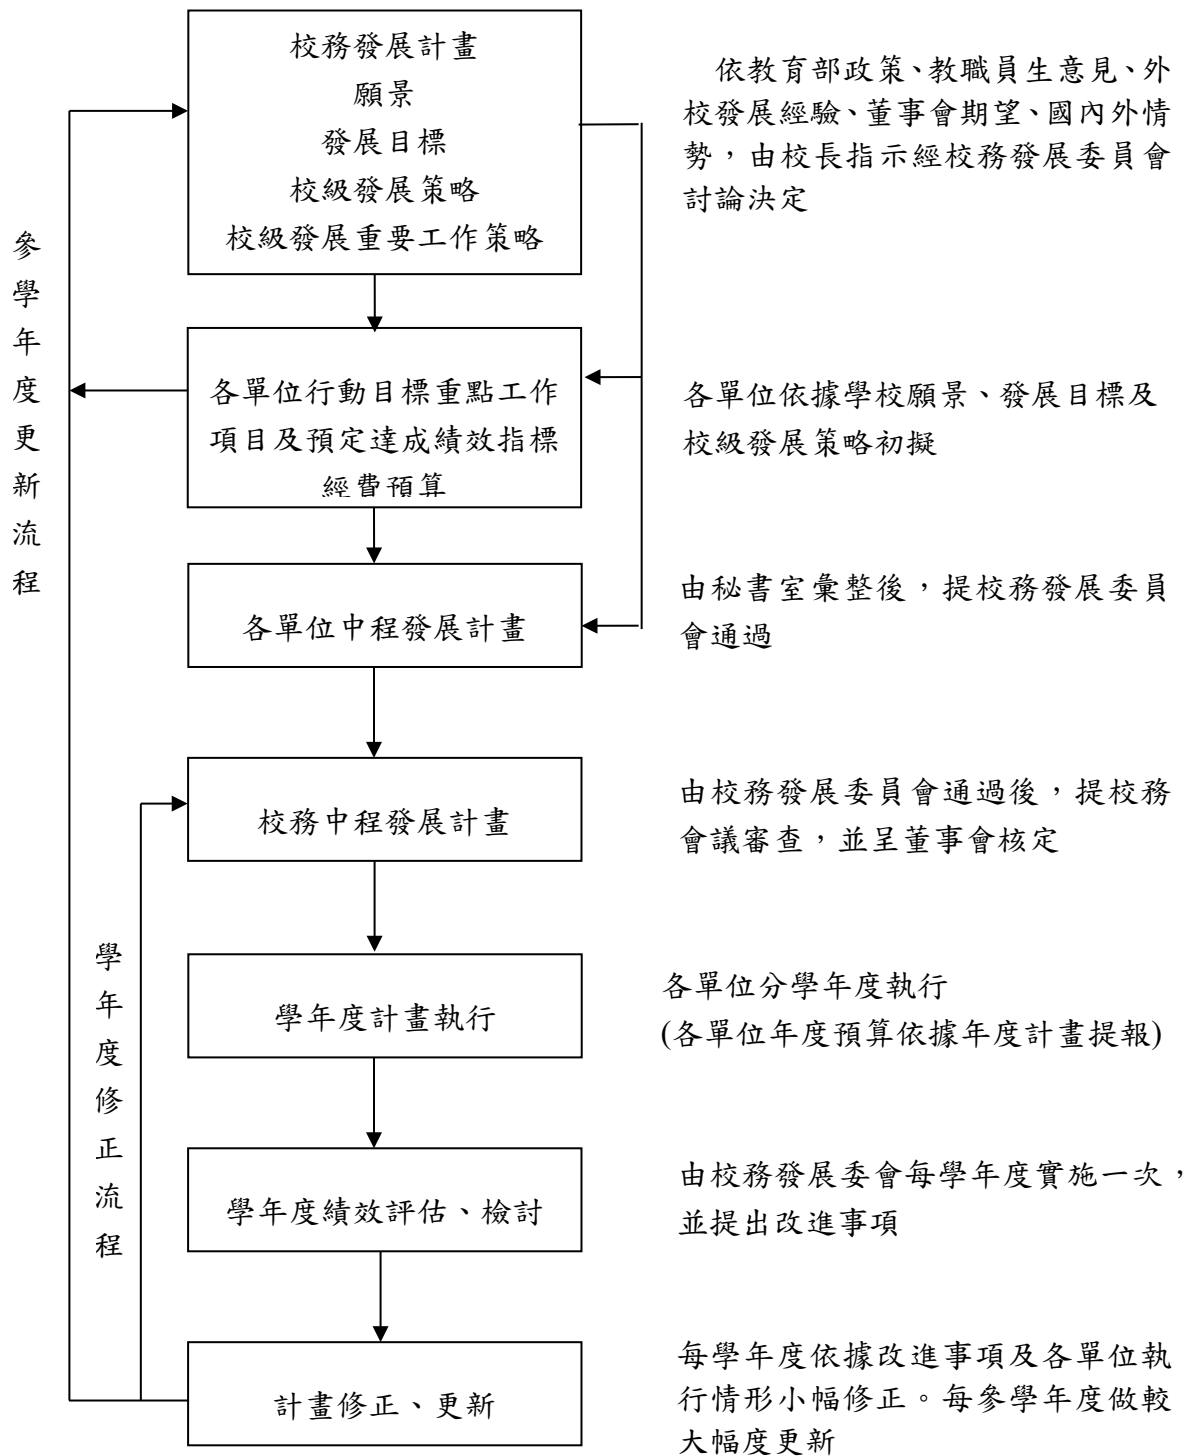 校務發展計畫
願景
發展目標
校級發展策略
校級發展重要工作策略
依教育部政策、教職員生意見、外
校發展經驗、董事會期望、國內外情
勢，由校長指示經校務發展委員會
討論決定
參學年度更新流程
各單位行動目標重點工作
項目及預定達成績效指標
經費預算
各單位依據學校願景、發展目標及
校級發展策略初擬
各單位中程發展計畫
由秘書室彙整後，提校務發展委員
會通過
校務中程發展計畫
由校務發展委員會通過後，提校務
會議審查，並呈董事會核定
學年度修正流程
學年度計畫執行
各單位分學年度執行
(各單位年度預算依據年度計畫提報)
學年度績效評估、檢討
由校務發展委會每學年度實施一次，
並提出改進事項
計畫修正、更新
每學年度依據改進事項及各單位執
行情形小幅修正。每參學年度做較
大幅度更新